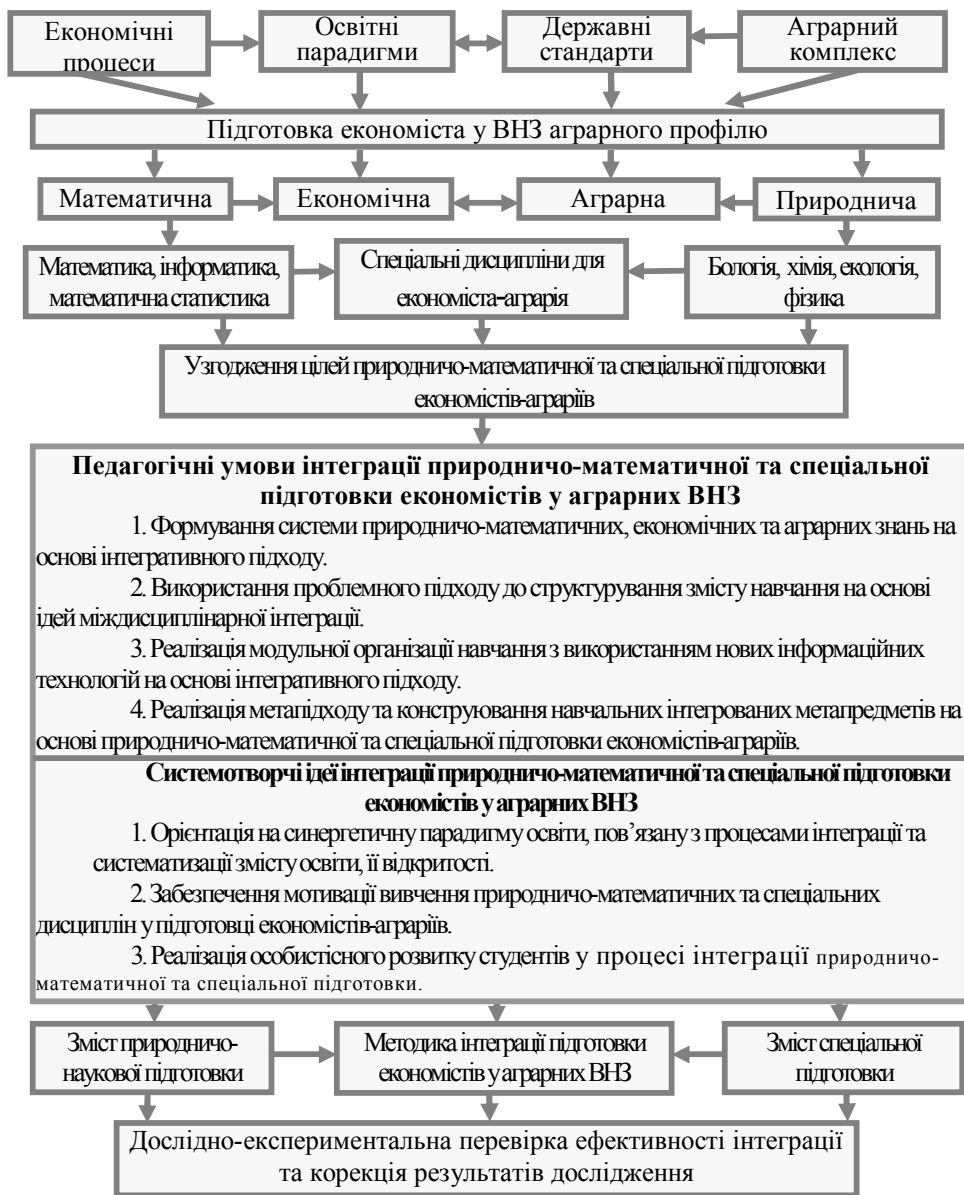 Економічні процеси
Освітні парадигми
Державні стандарти
Аграрний комплекс
Підготовка економіста у ВНЗ аграрного профілю
Математична
Економічна
Аграрна
Природнича
Математика, інформатика,
математична статистика
Спеціальні дисципліни для
економіста-аграрія
Бологія, хімія, екологія,
фізика
Узгодження цілей природничо-математичної та спеціальної підготовки
економістів-аграріїв
Педагогічні умови інтеграції природничо-математичної та спеціальної
підготовки економістів у аграрних ВНЗ
1. Формування системи природничо-математичних, економічних та аграрних знань на
основі інтегративного підходу.
2. Використання проблемного підходу до структурування змісту навчання на основі
ідей міждисциплінарної інтеграції.
3. Реалізація модульної організації навчання з використанням нових інформаційних
технологій на основі інтегративного підходу.
4. Реалізація метапідходу та конструювання навчальних інтегрованих метапредметів на
основі природничо-математичної та спеціальної підготовки економістів-аграріїв.
Системотворчі ідеї інтеграції природничо-математичної та спеціальної підготовки
економістів у аграрних ВНЗ
1. Орієнтація на синергетичну парадигму освіти, пов’язану з процесами інтеграції та
систематизації змісту освіти, її відкритості.
2. Забезпечення мотивації вивчення природничо-математичних та спеціальних
дисциплін у підготовці економістів-аграріїв.
3. Реалізація особистісного розвитку студентів у процесі інтеграції природничо-
математичної та спеціальної підготовки.
Зміст природничо-
наукової підготовки
Методика інтеграції підготовки
економістів у аграрних ВНЗ
Зміст спеціальної
підготовки
Дослідно-експериментальна перевірка ефективності інтеграції
та корекція результатів дослідження